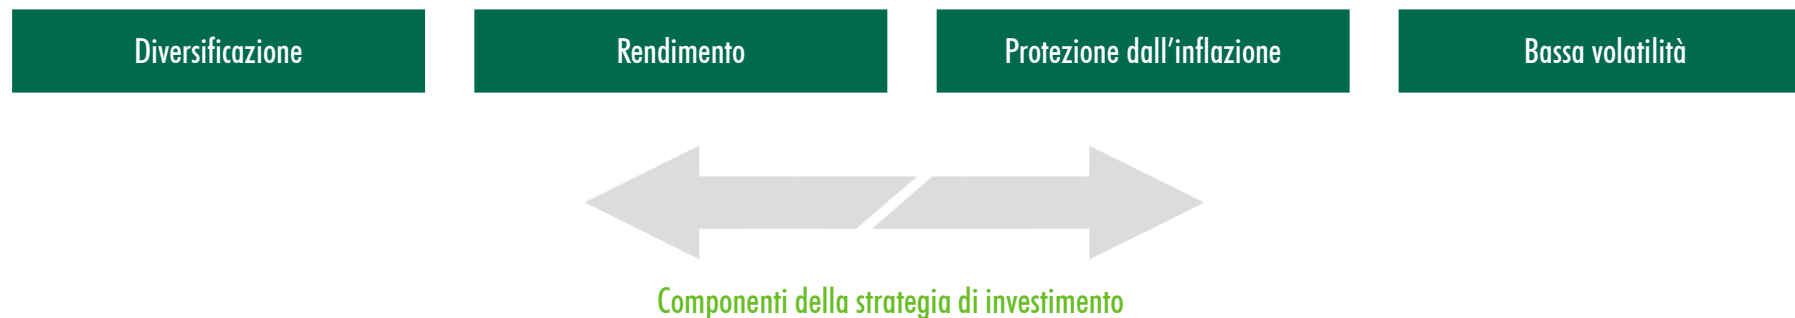 Diversificazione
Rendimento
Protezione dall’inflazione
Bassa volatilità
Componenti della strategia di investimento